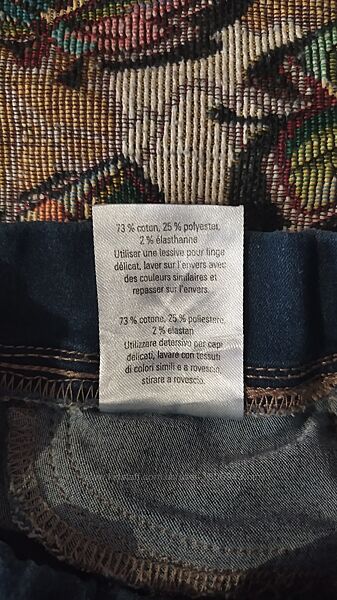 73 % coton, 25 % polyester,
2 % élasthanne
Utiliser une lessive pour linge
délicat, laver sur l'envers avec
des couleurs similaires et
repasser sur l'envers.
73 % cotone, 25 % poliestere,
2 % elastan
Utilizzare detersivo per capi
delicati, lavare con tessuti
di colori simili e a rovescio,
stirare a rovescio.